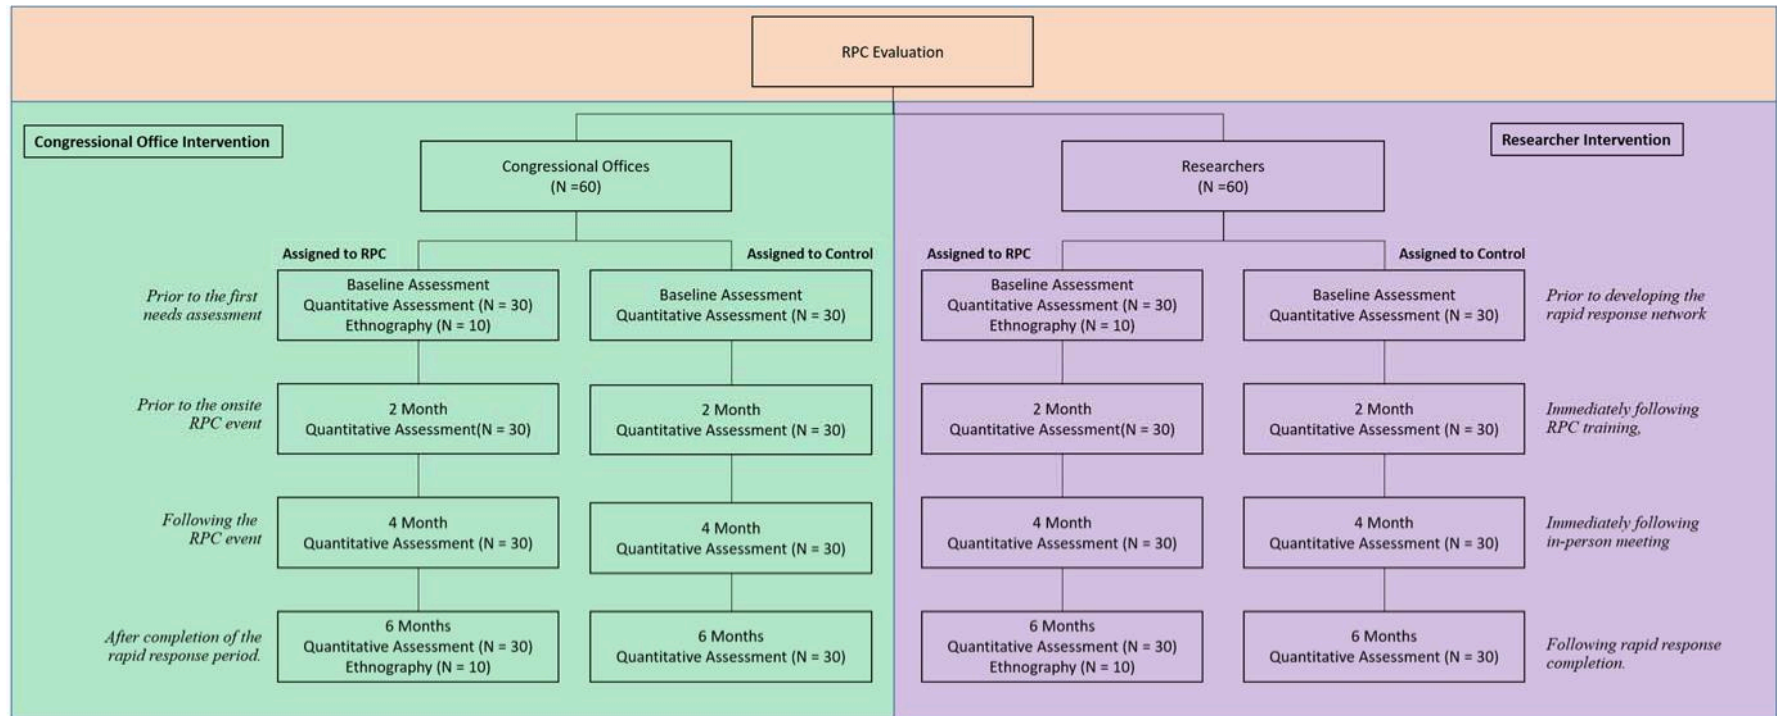 RPC Evaluation
Congressional Office Intervention
Researcher Intervention
Congressional Offices
(N =60)
Researchers
(N =60)
Assigned to RPC
Assigned to Control
Assigned to RPC
Assigned to Control
Prior to the first
needs assessment
Baseline Assessment
Quantitative Assessment (N = 30)
Ethnography (N = 10)
Baseline Assessment
Quantitative Assessment (N = 30)
Baseline Assessment
Quantitative Assessment (N = 30)
Ethnography (N = 10)
Baseline Assessment
Quantitative Assessment (N = 30)
Prior to developing the
rapid response network
Prior to the onsite
RPC event
2 Month
Quantitative Assessment(N = 30)
2 Month
Quantitative Assessment (N = 30)
2 Month
Quantitative Assessment(N = 30)
2 Month
Quantitative Assessment (N = 30)
Immediately following
RPC training,
Following the
RPC event
4 Month
Quantitative Assessment (N = 30)
4 Month
Quantitative Assessment (N = 30)
4 Month
Quantitative Assessment (N = 30)
4 Month
Quantitative Assessment (N = 30)
Immediately following
in-person meeting
After completion of the
rapid response period.
6 Months
Quantitative Assessment (N = 30)
Ethnography (N = 10)
6 Months
Quantitative Assessment (N = 30)
6 Months
Quantitative Assessment (N = 30)
Ethnography (N = 10)
6 Months
Quantitative Assessment (N = 30)
Following rapid response
completion.